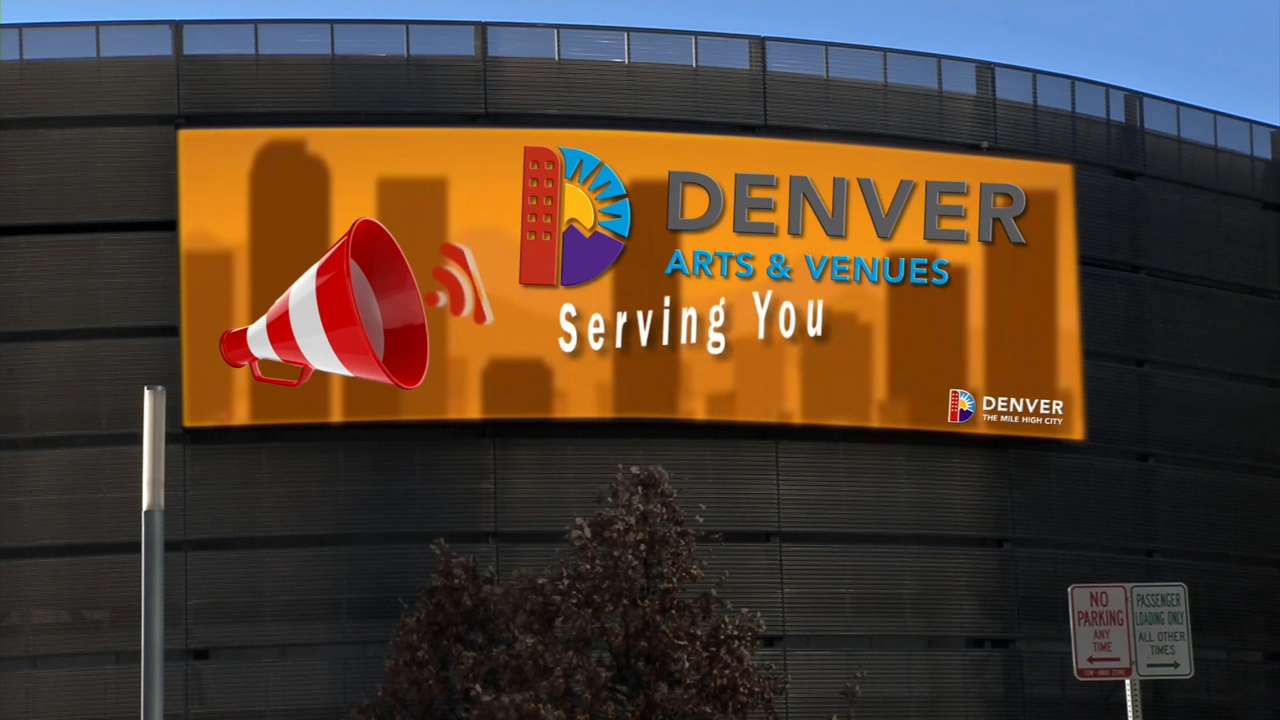 DENVER
ARTS & VENUES
Serving You
DENVER
THE MILE HIGH CITY
NO
PARKING
ANY
TIME
PASSENGER
LOADING ONLY
ALL OTHER
TIMES